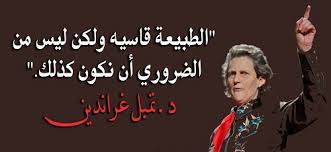 "الطبيعة قاسيه ولكن ليس من
الضروري أن نكون كذلك."
د.تمبل غراندين